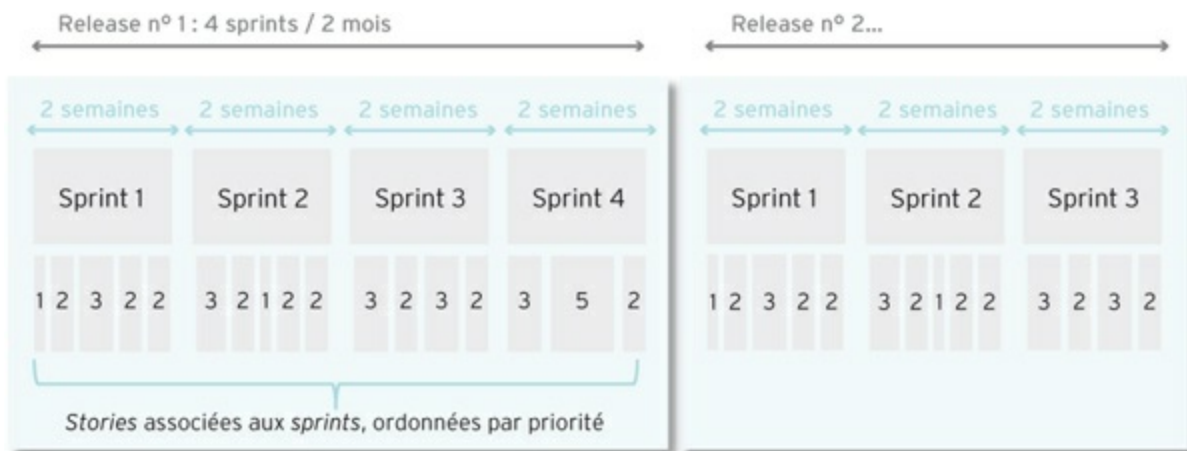 Release nº 1 : 4 sprints / 2 mois
Release nº 2...
2 semaines 2 semaines 2 semaines 2 semaines
2 semaines 2 semaines 2 semaines
Sprint 1 Sprint 2 Sprint 3 Sprint 4
Sprint 1 Sprint 2 Sprint 3
1 2 3 2 2 3 2 1 2 2 3 2 3 2 3 5 2
1 2 3 2 2 3 2 1 2 2 3 2 3 2
Stories associées aux sprints, ordonnées par priorité